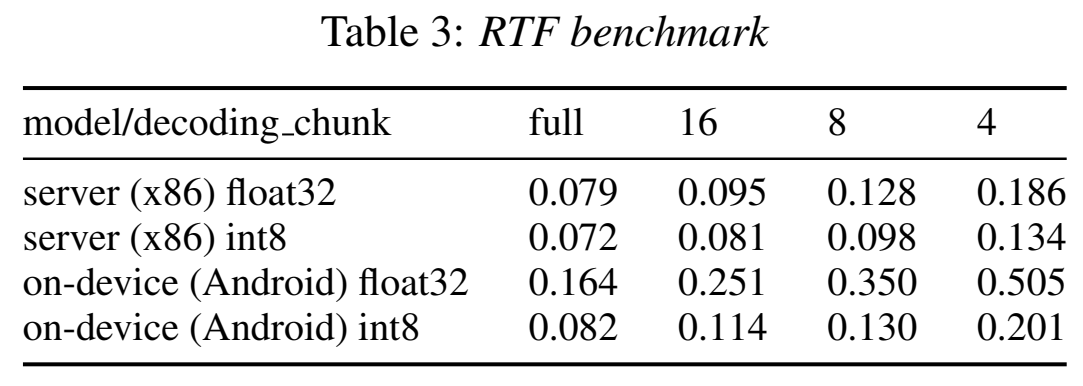 Table 3: RTF benchmark
model/decoding_chunk full 16 8 4
server (x86) float32 0.079 0.095 0.128 0.186
server (x86) int8 0.072 0.081 0.098 0.134
on-device (Android) float32 0.164 0.251 0.350 0.505
on-device (Android) int8 0.082 0.114 0.130 0.201